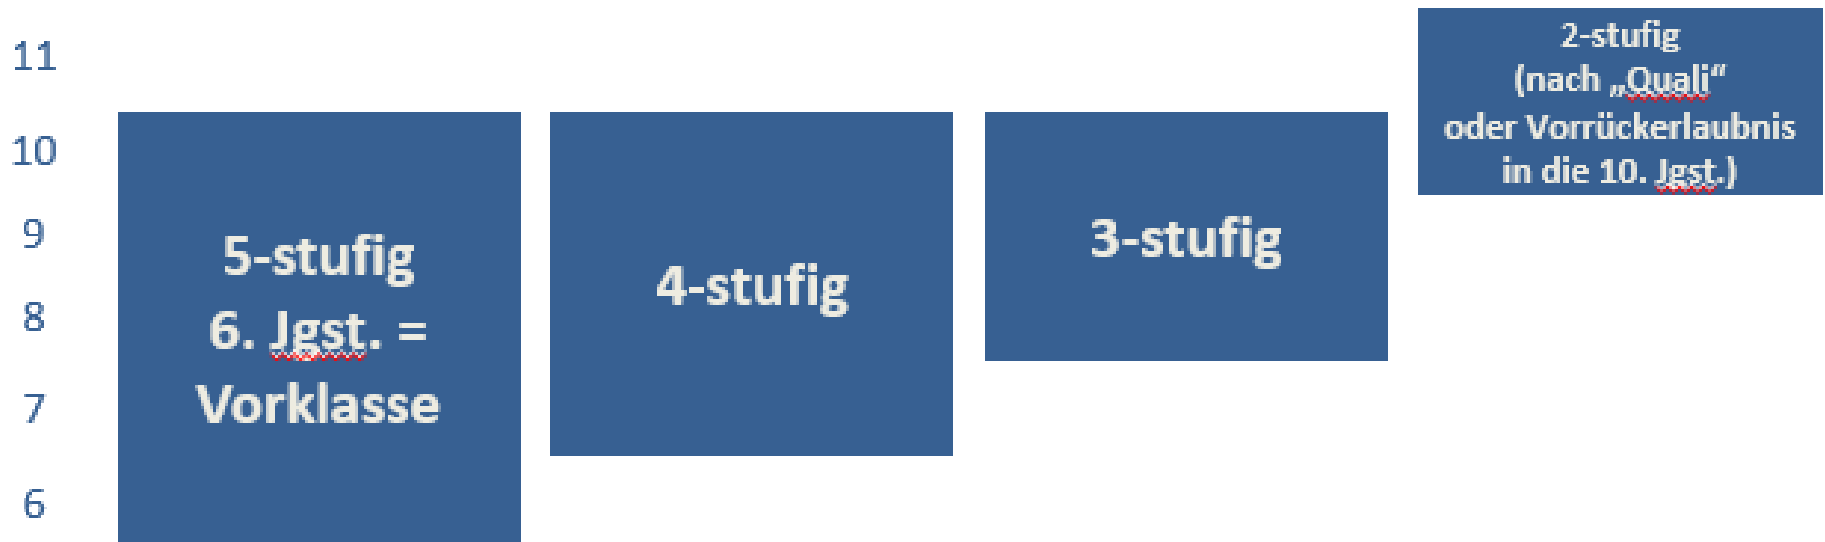 11
10
9
8
7
6
5-stufig
6. Jgst. =
Vorklasse
4-stufig
3-stufig
2-stufig
(nach „Quali“
oder Vorrückerlaubnis
in die 10. Jgst.)